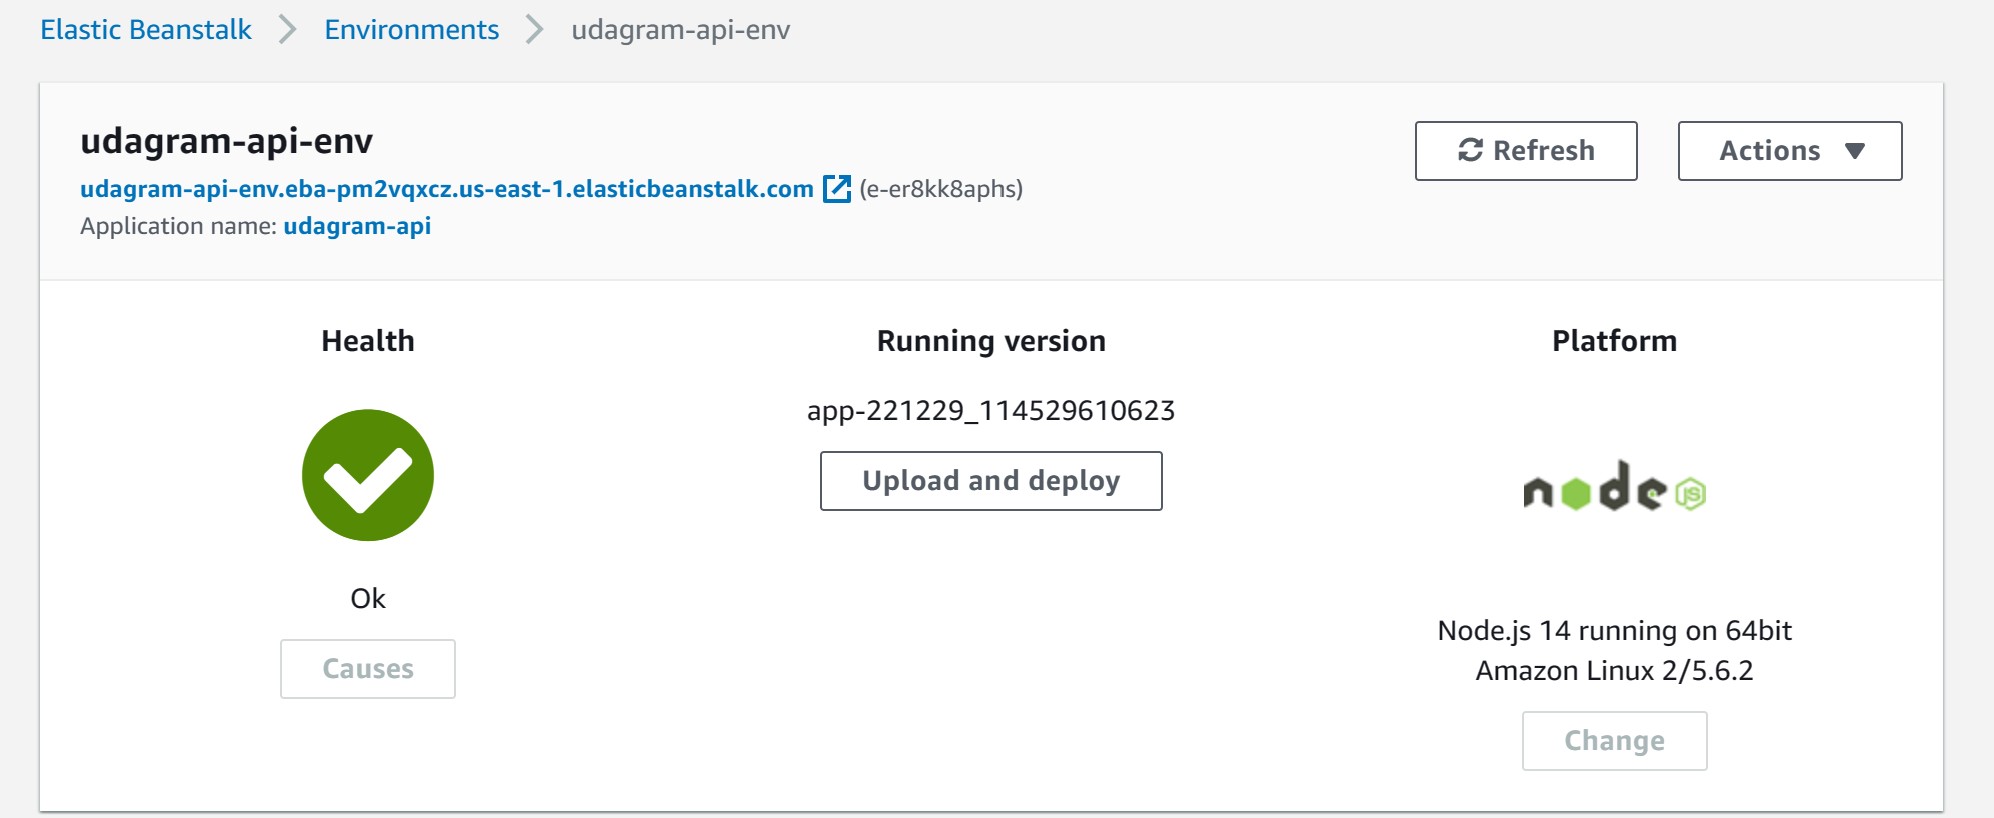 Elastic Beanstalk > Environments > udagram-api-env
udagram-api-env
Refresh
Actions
udagram-api-env.eba-pm2vqxcz.us-east-1.elasticbeanstalk.com (e-er8kk8aphs)
Application name: udagram-api
Health
Ok
Causes
Running version
app-221229_114529610623
Upload and deploy
Platform
node JS
Node.js 14 running on 64bit
Amazon Linux 2/5.6.2
Change